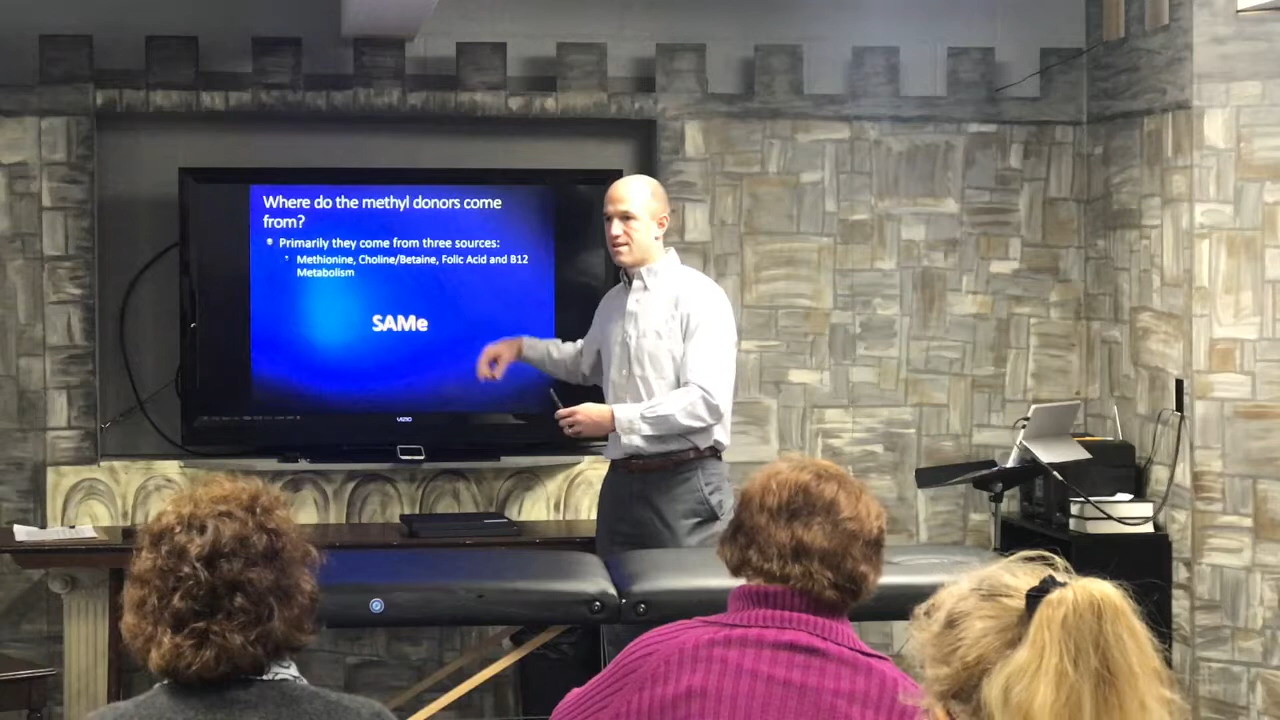 Where do the methyl donors come
from?
Primarily they come from three sources:
Methionine, Choline/Betaine, Folic Acid and B12
Metabolism
SAMe
VIZIO